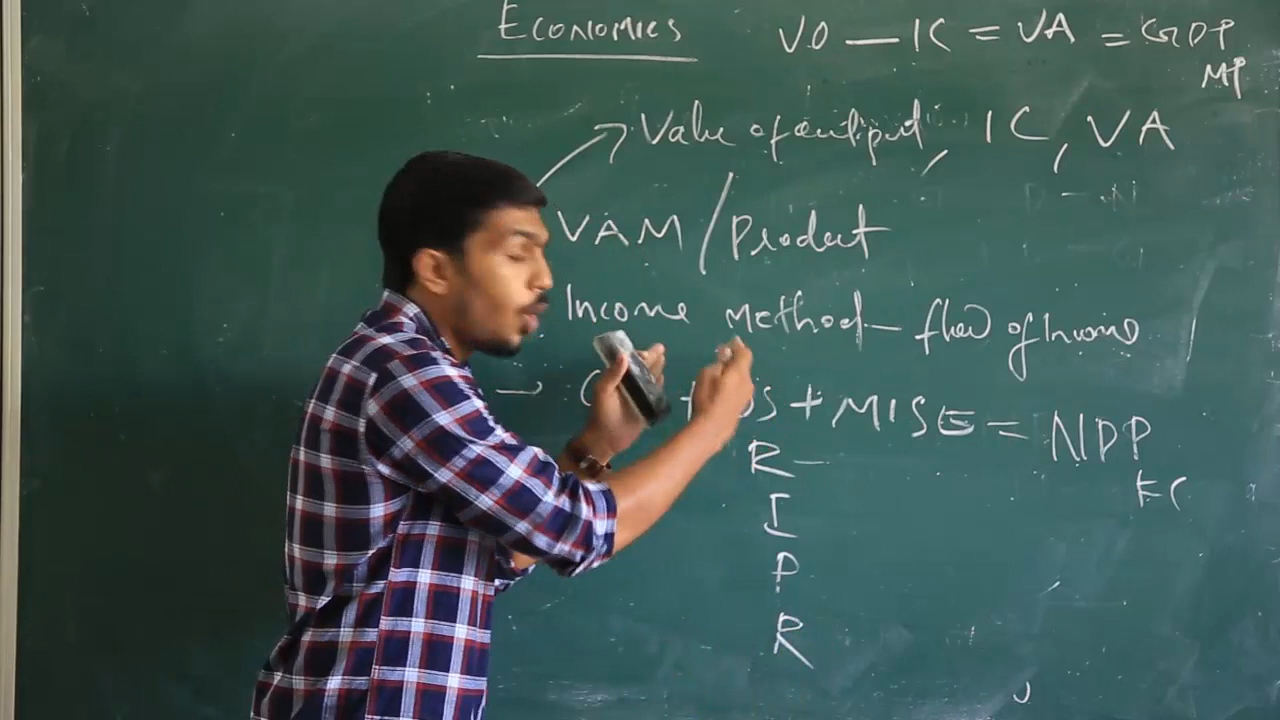 ECONOMICS
VO — IC = VA = GDP
MP
Value of output, IC, VA
VAM / Product
Income method – flow of Income
→ C + OS + MISE = NDP
FC
R –
I
P
R